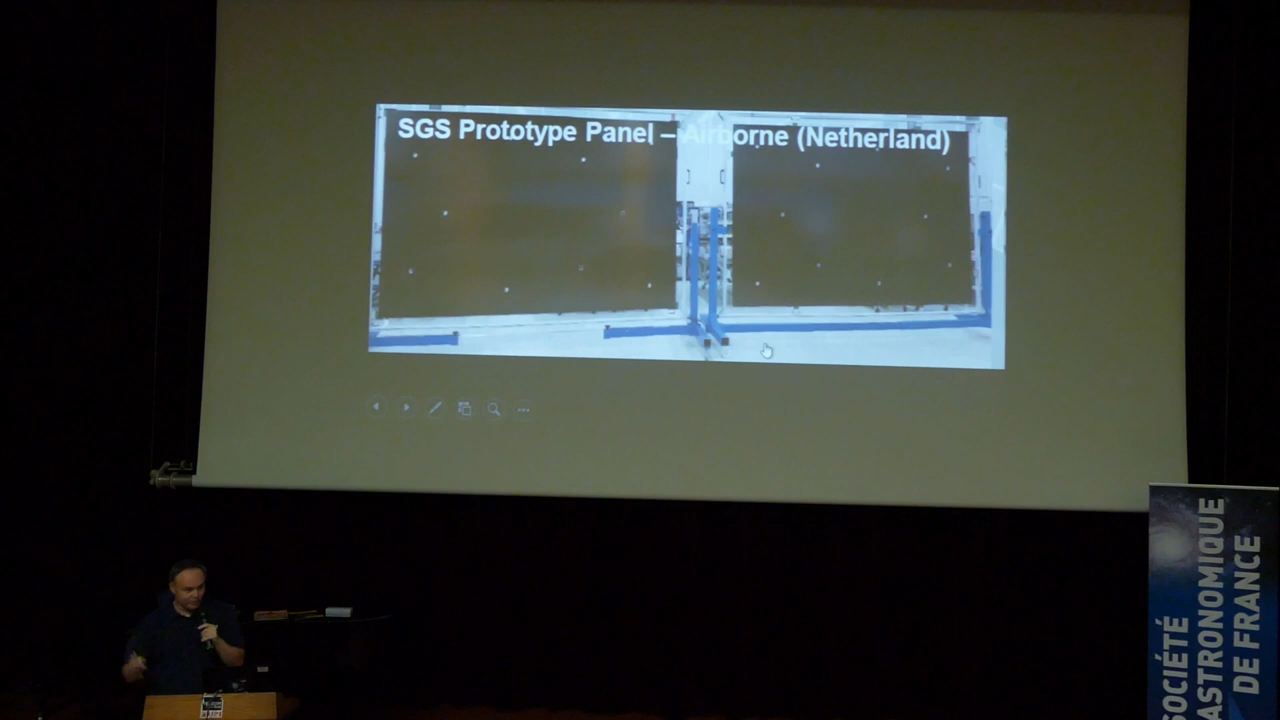 SGS Prototype Panel – Airborne (Netherland)
SOCIÉTÉ
ASTRONOMIQUE
DE FRANCE